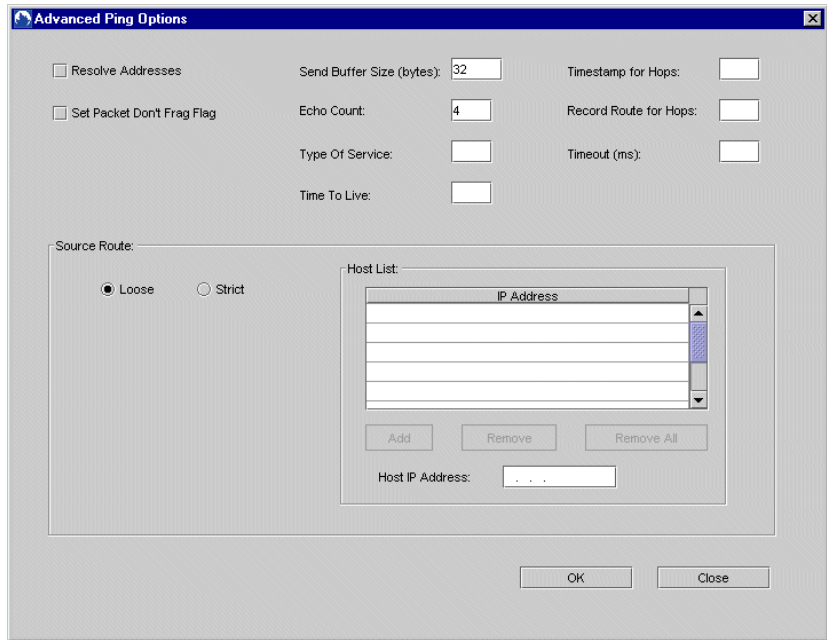 Advanced Ping Options
Resolve Addresses
Send Buffer Size (bytes): 32
Timestamp for Hops:
Set Packet Don't Frag Flag
Echo Count: 4
Record Route for Hops:
Type Of Service:
Timeout (ms):
Time To Live:
Source Route:
Loose
Strict
Host List:
IP Address
Add
Remove
Remove All
Host IP Address: . . .
OK
Close